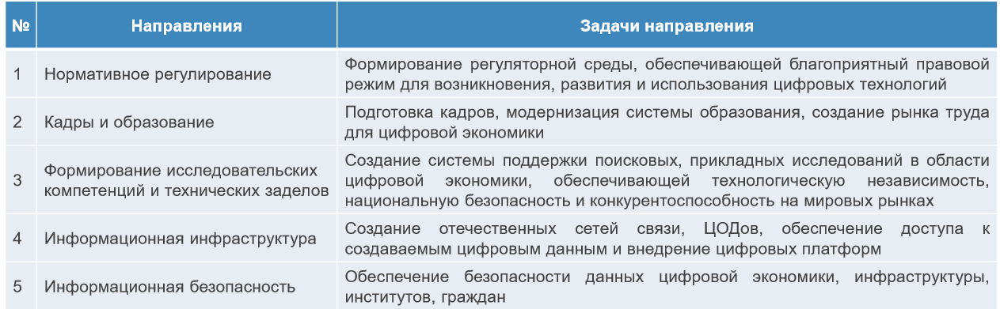 № Направления Задачи направления
1 Нормативное регулирование
Формирование регуляторной среды, обеспечивающей благоприятный правовой
режим для возникновения, развития и использования цифровых технологий
2 Кадры и образование
Подготовка кадров, модернизация системы образования, создание рынка труда
для цифровой экономики
3 Формирование исследовательских
компетенций и технических заделов
Создание системы поддержки поисковых, прикладных исследований в области
цифровой экономики, обеспечивающей технологическую независимость,
национальную безопасность и конкурентоспособность на мировых рынках
4 Информационная инфраструктура
Создание отечественных сетей связи, ЦОДов, обеспечение доступа к
создаваемым цифровым данным и внедрение цифровых платформ
5 Информационная безопасность
Обеспечение безопасности данных цифровой экономики, инфраструктуры,
институтов, граждан